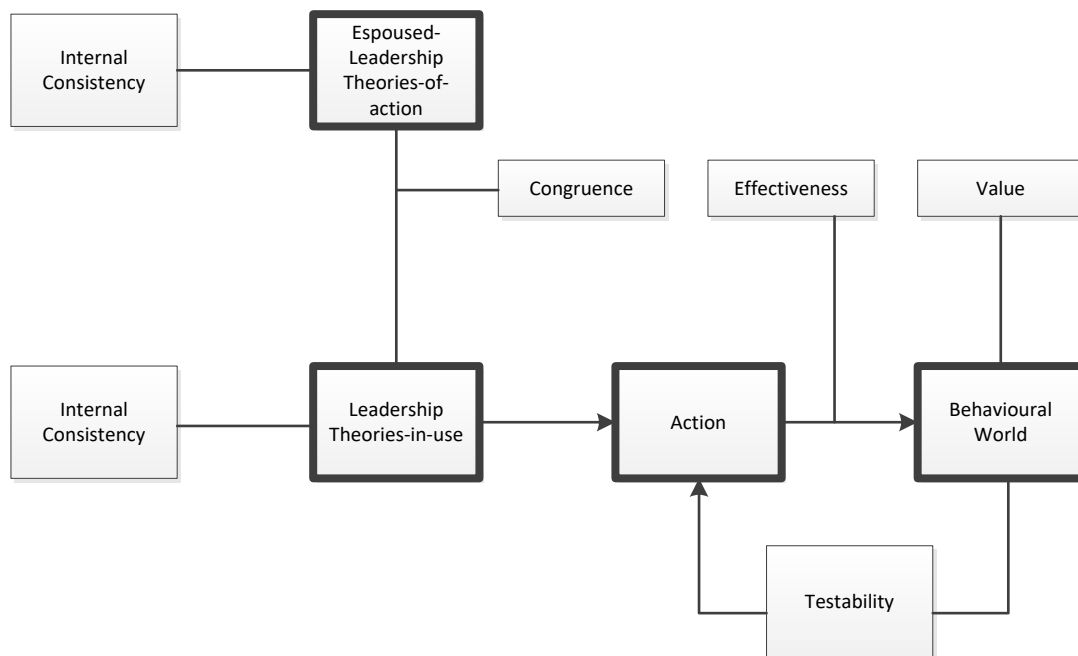 Internal
Consistency
Espoused-
Leadership
Theories-of-
action
Congruence
Effectiveness
Value
Internal
Consistency
Leadership
Theories-in-use
Action
Behavioural
World
Testability